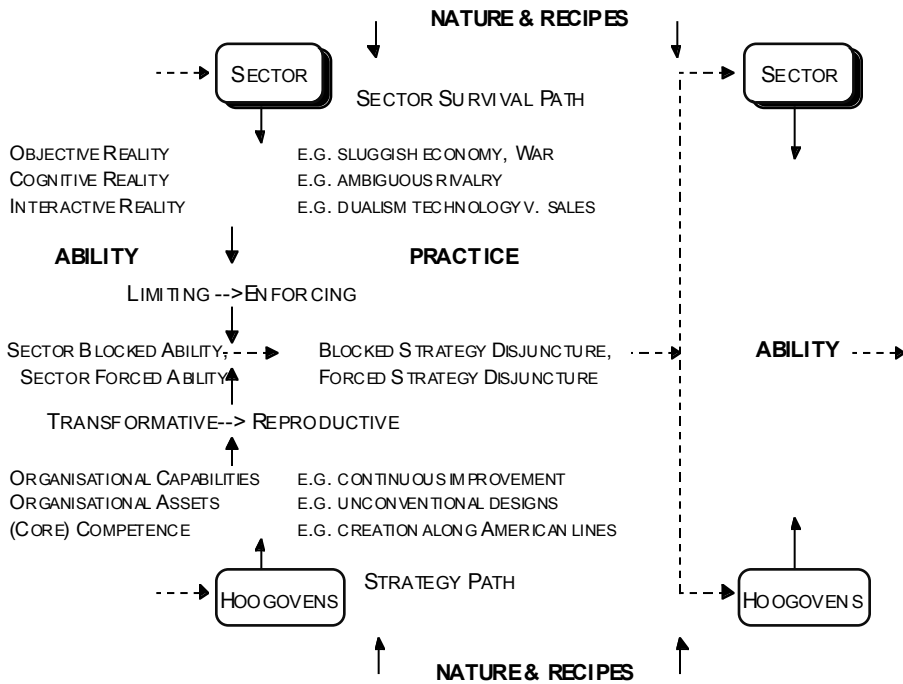 NATURE & RECIPES
SECTOR SECTOR
SECTOR SURVIVAL PATH
OBJECTIVE REALITY E.G. SLUGGISH ECONOMY, WAR
COGNITIVE REALITY E.G. AMBIGUOUS RIVALRY
INTERACTIVE REALITY E.G. DUALISM TECHNOLOGY V. SALES
ABILITY PRACTICE
LIMITING --> ENFORCING
SECTOR BLOCKED ABILITY, BLOCKED STRATEGY DISJUNCTURE, ABILITY
SECTOR FORCED ABILITY FORCED STRATEGY DISJUNCTURE
TRANSFORMATIVE --> REPRODUCTIVE
ORGANISATIONAL CAPABILITIES E.G. CONTINUOUS IMPROVEMENT
ORGANISATIONAL ASSETS E.G. UNCONVENTIONAL DESIGNS
(CORE) COMPETENCE E.G. CREATION ALONG AMERICAN LINES
STRATEGY PATH
HOOGOVENS HOOGOVENS
NATURE & RECIPES